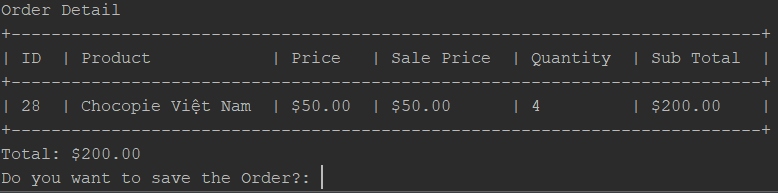 Order Detail
+---------------------------------------------------------------------------+
| ID  | Product            | Price   | Sale Price  | Quantity  | Sub Total  |
+---------------------------------------------------------------------------+
| 28  | Chocopie Việt Nam  | $50.00  | $50.00      | 4         | $200.00    |
+---------------------------------------------------------------------------+
Total: $200.00
Do you want to save the Order?: